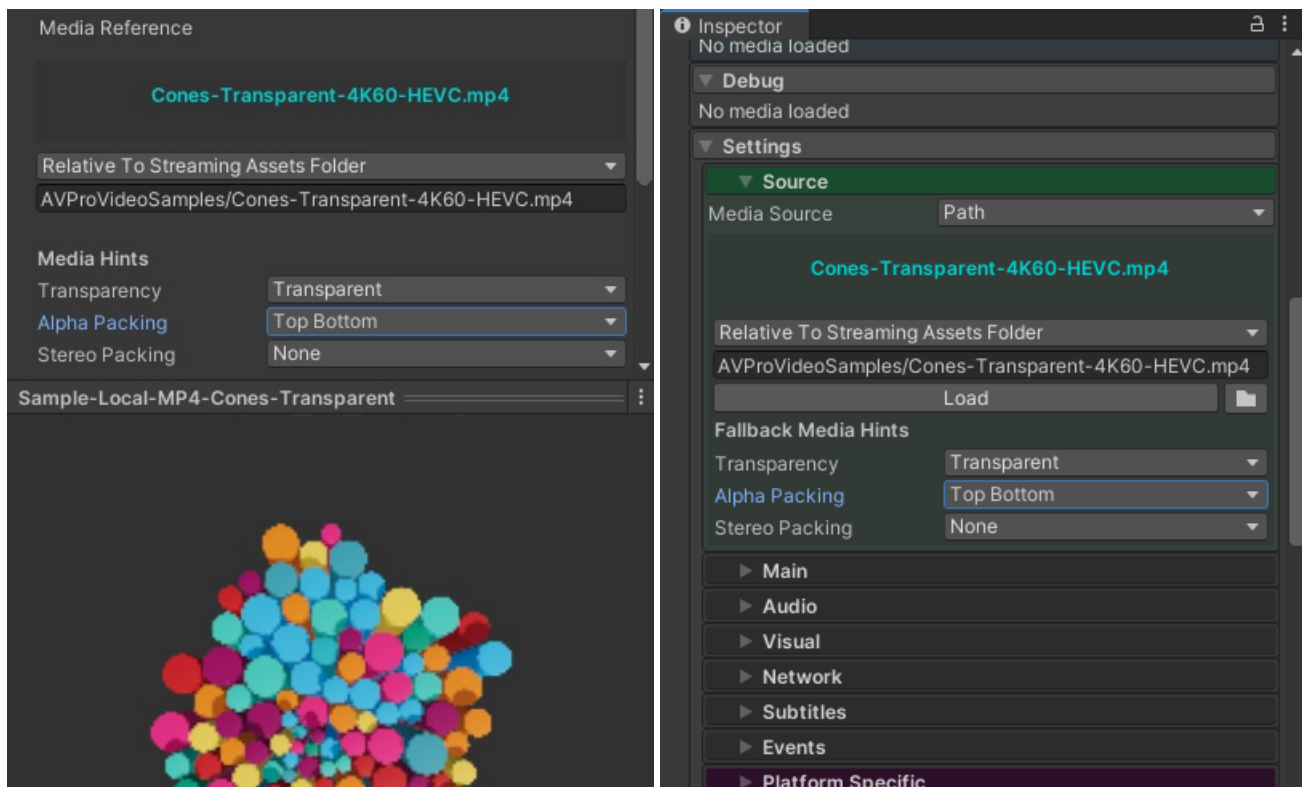 Media Reference
Cones-Transparent-4K60-HEVC.mp4
Relative To Streaming Assets Folder
AVProVideoSamples/Cones-Transparent-4K60-HEVC.mp4
Media Hints
Transparency Transparent
Alpha Packing Top Bottom
Stereo Packing None
Sample-Local-MP4-Cones-Transparent
Inspector
No media loaded
Debug
No media loaded
Settings
Source
Media Source Path
Cones-Transparent-4K60-HEVC.mp4
Relative To Streaming Assets Folder
AVProVideoSamples/Cones-Transparent-4K60-HEVC.mp4
Load
Fallback Media Hints
Transparency Transparent
Alpha Packing Top Bottom
Stereo Packing None
Main
Audio
Visual
Network
Subtitles
Events
Platform Specific